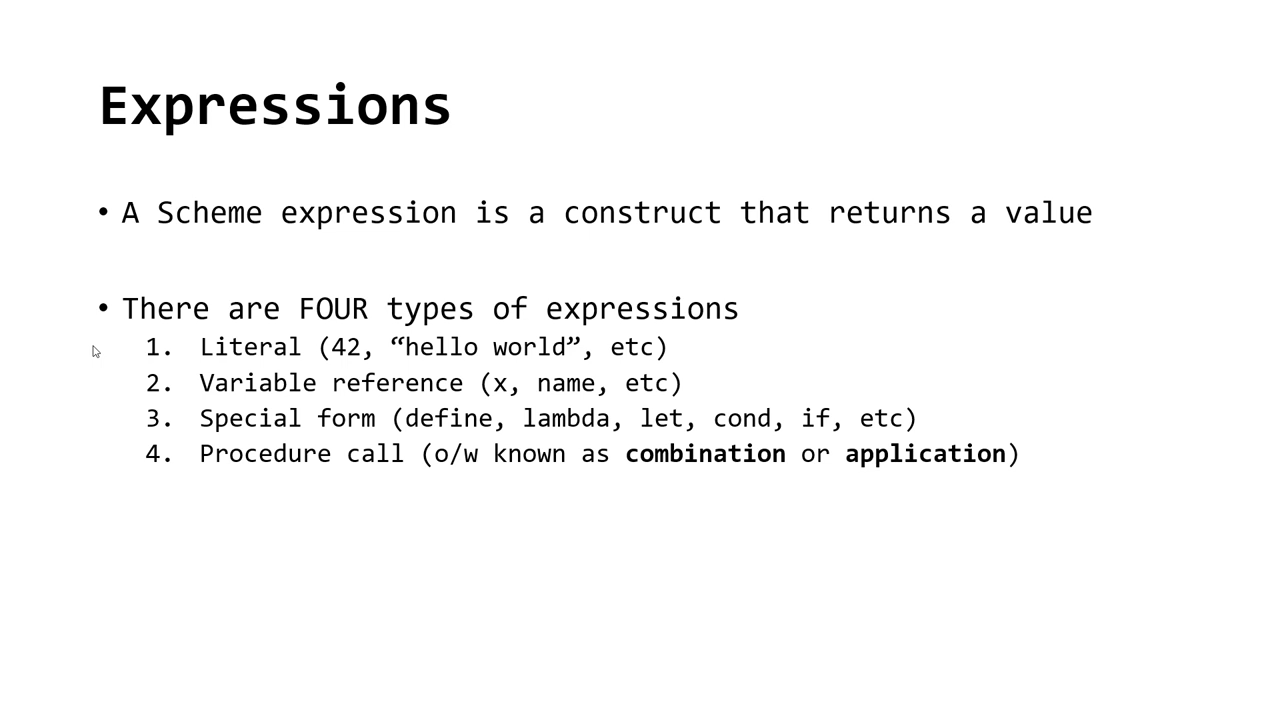 Expressions
• A Scheme expression is a construct that returns a value
• There are FOUR types of expressions
1. Literal (42, “hello world”, etc)
2. Variable reference (x, name, etc)
3. Special form (define, lambda, let, cond, if, etc)
4. Procedure call (o/w known as combination or application)